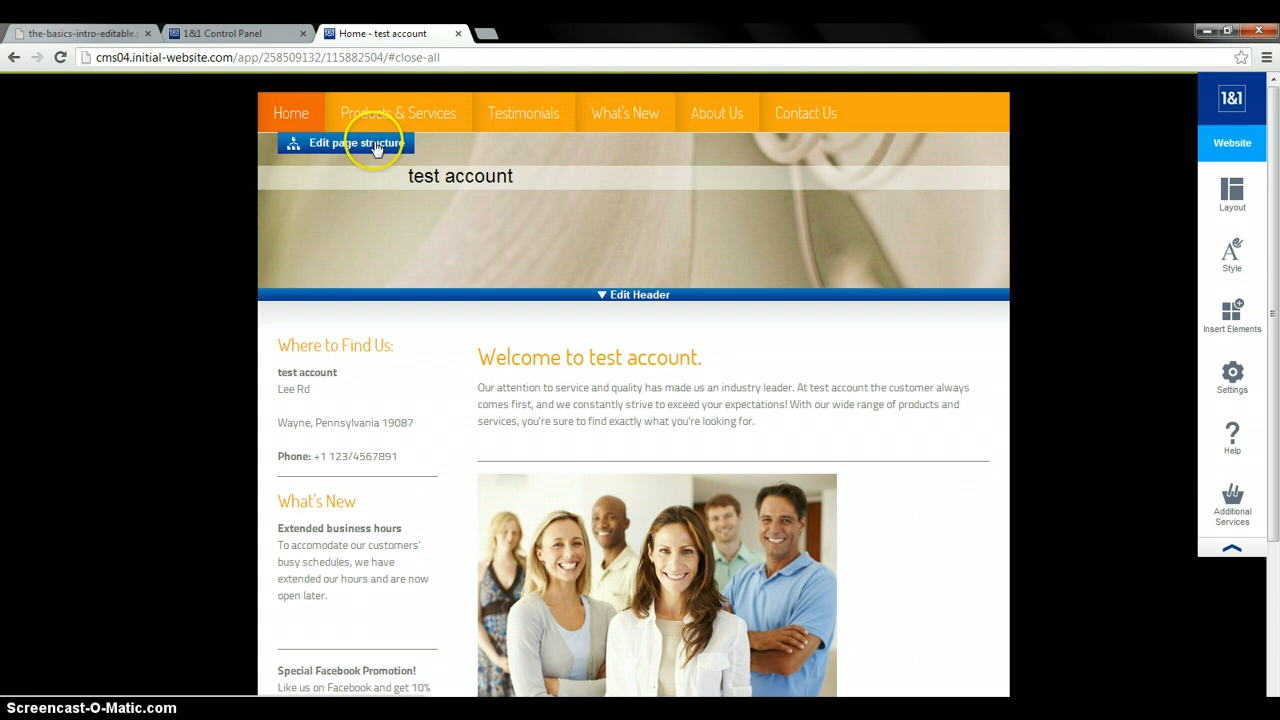 the-basics-intro-editable.p
1&1 Control Panel
Home - test account
cms04.initial-website.com/app/258509132/115882504/#close-all
Home
Products & Services
Testimonials
What's New
About Us
Contact Us
Edit page structure
test account
Edit Header
Where to Find Us:
test account
Lee Rd
Wayne, Pennsylvania 19087
Phone: +1 123/4567891
What's New
Extended business hours
To accomodate our customers'
busy schedules, we have
extended our hours and are now
open later.
Special Facebook Promotion!
Like us on Facebook and get 10%
Welcome to test account.
Our attention to service and quality has made us an industry leader. At test account the customer always
comes first, and we constantly strive to exceed your expectations! With our wide range of products and
services, you're sure to find exactly what you're looking for.
1&1
Website
Layout
Style
Insert Elements
Settings
Help
Additional
Services
Screencast-O-Matic.com